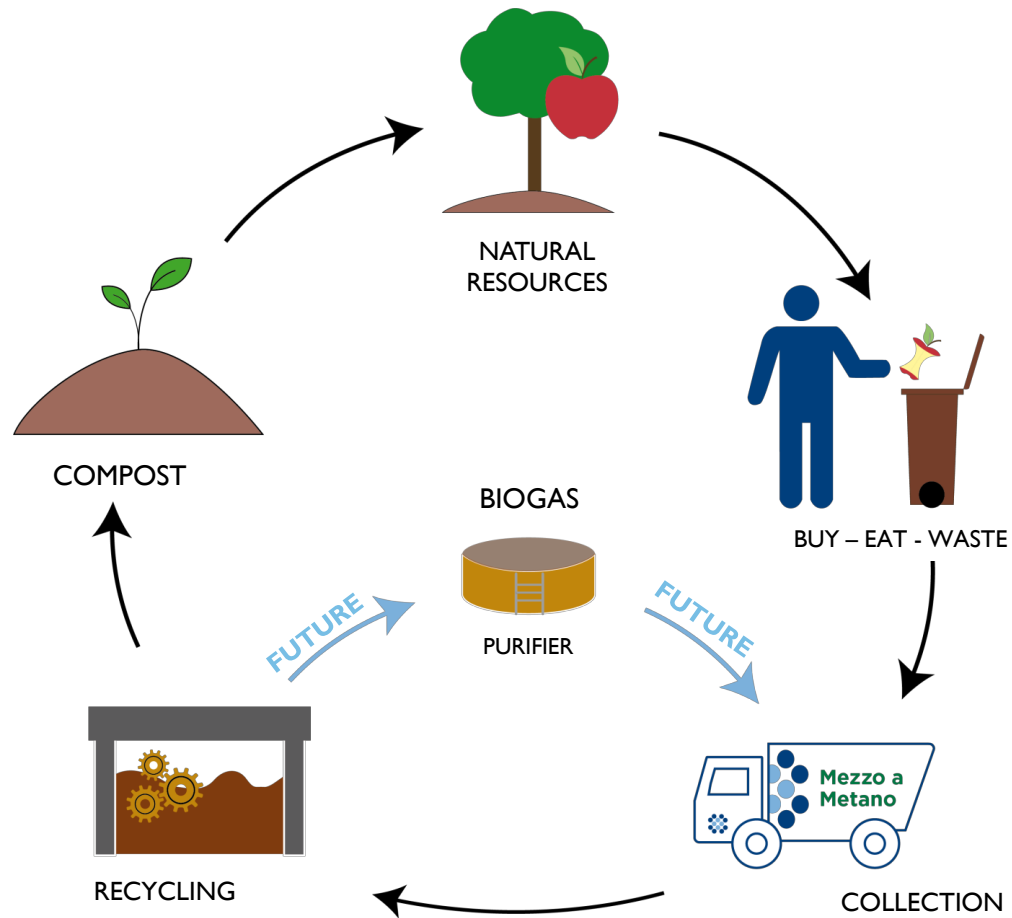 NATURAL
RESOURCES
COMPOST
BUY – EAT - WASTE
BIOGAS
PURIFIER
FUTURE
FUTURE
Mezzo a
Metano
RECYCLING
COLLECTION